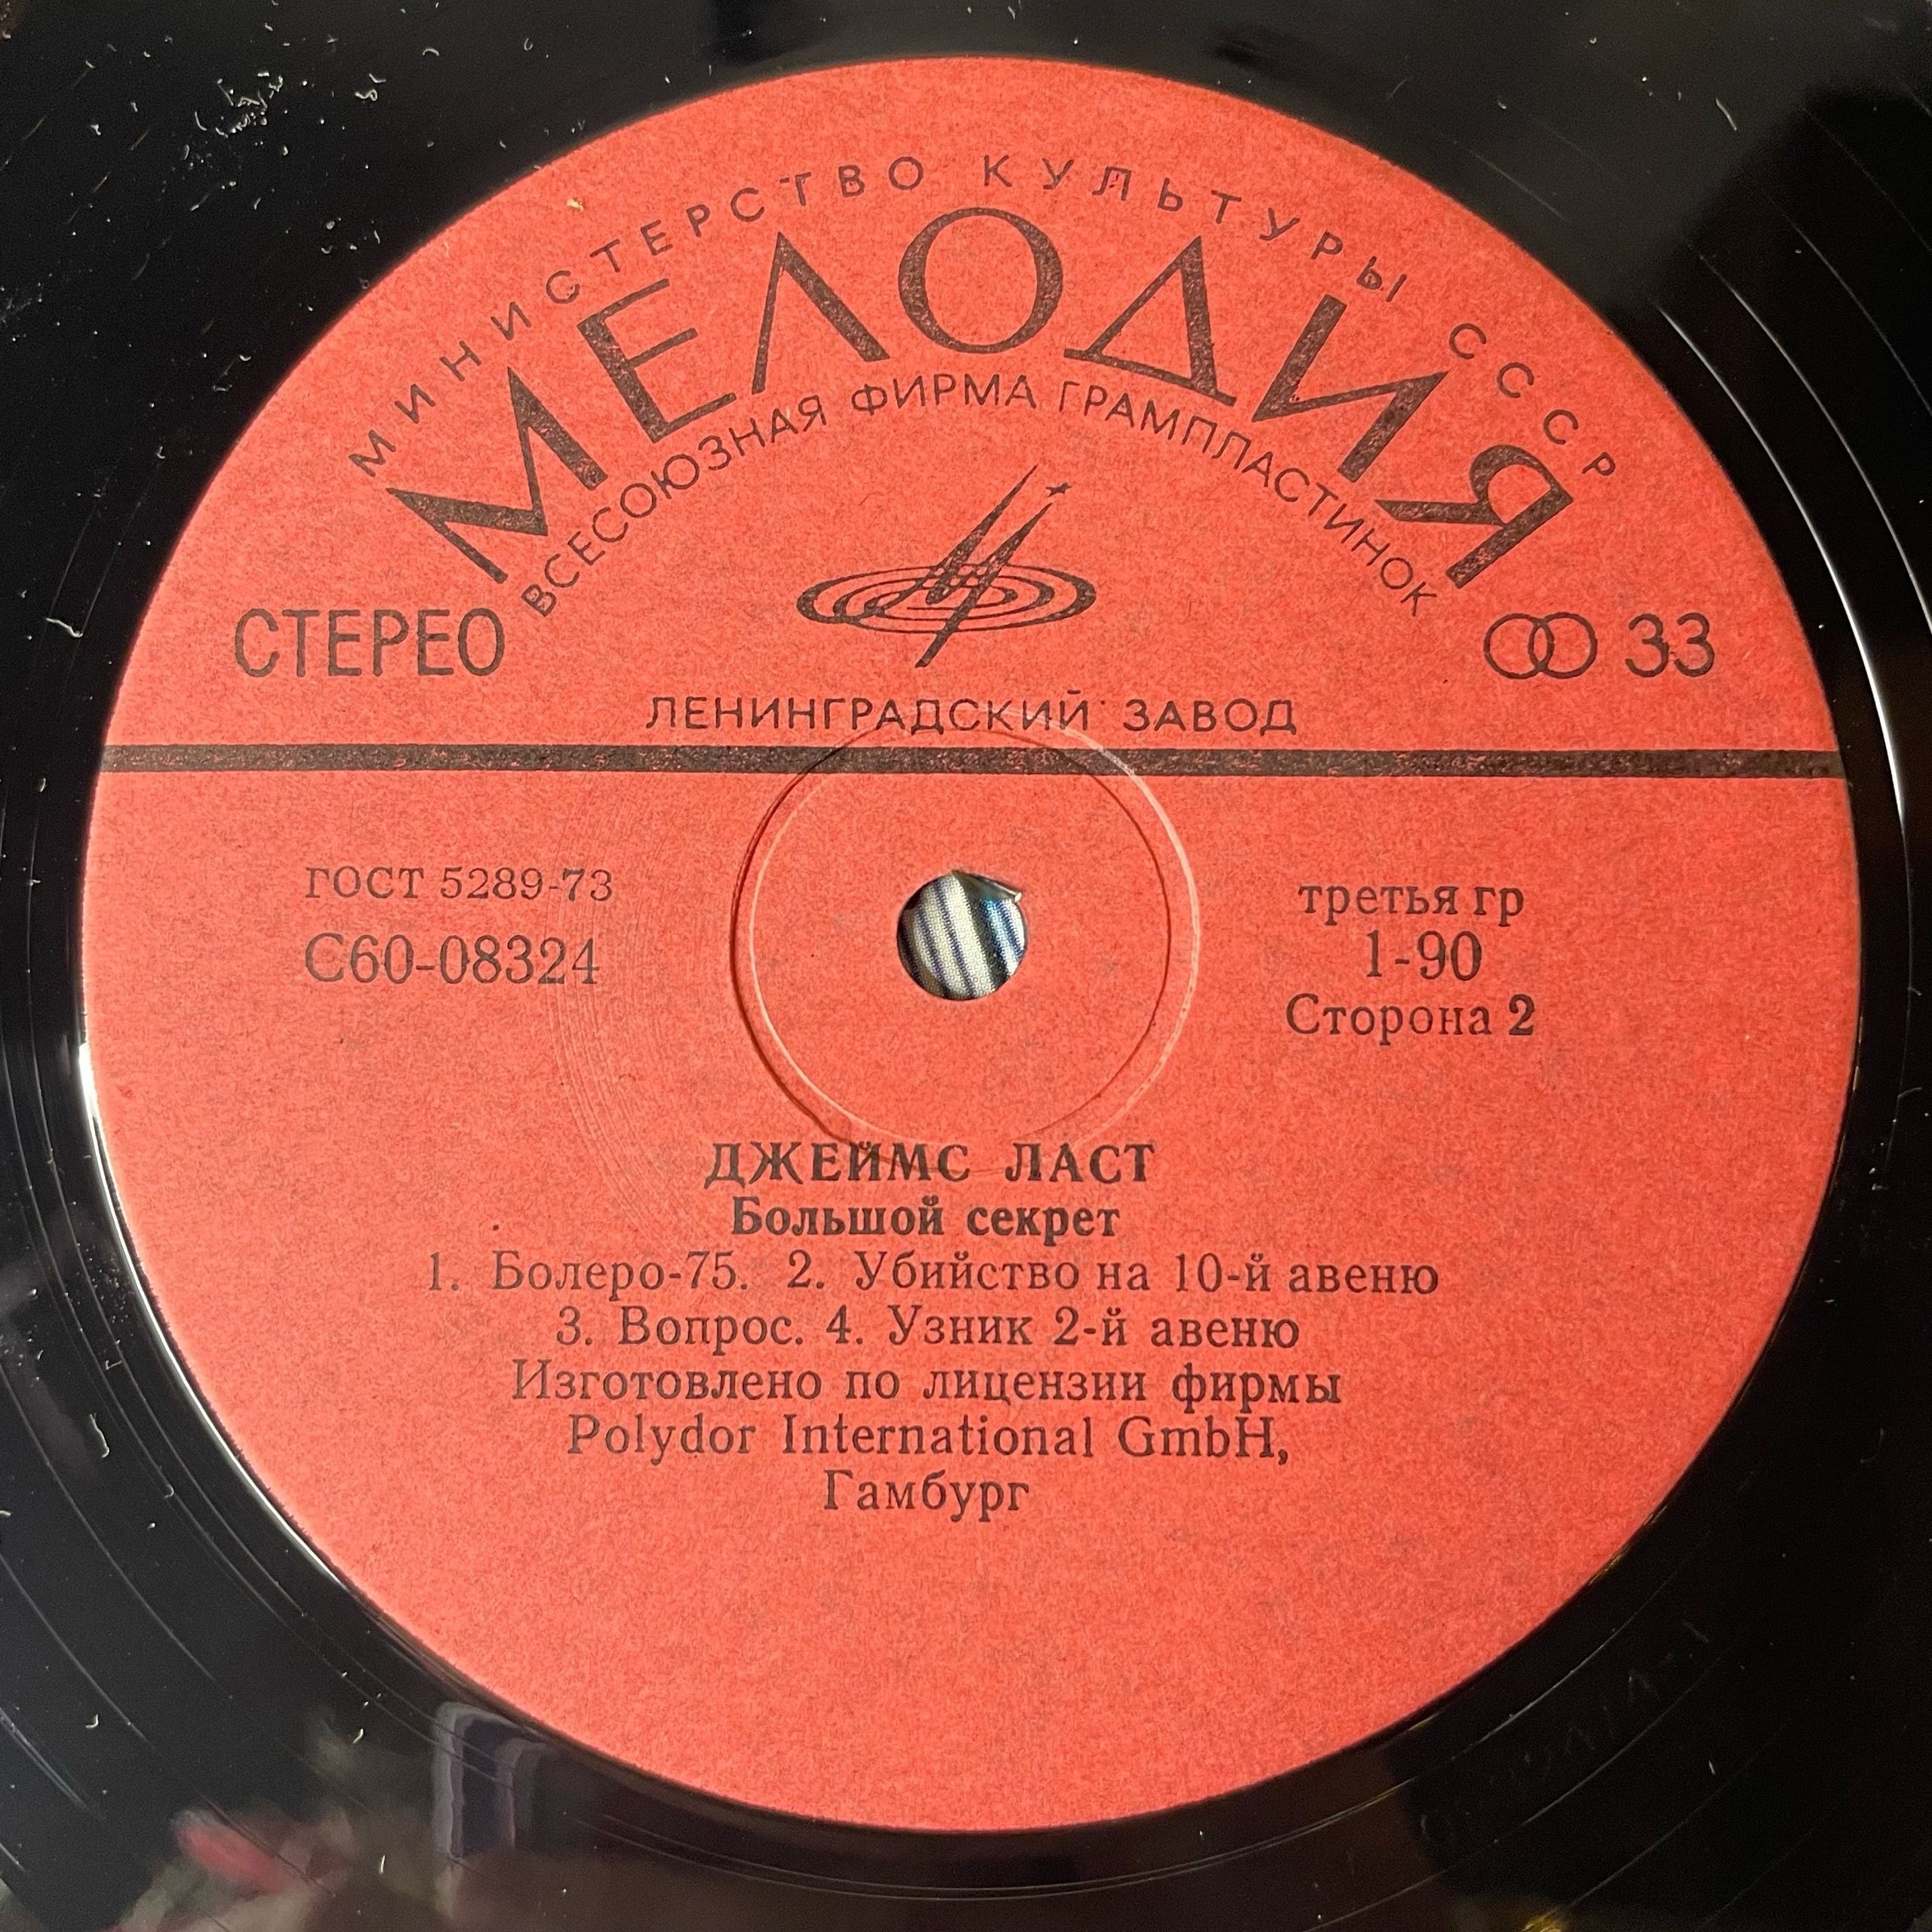 МИНИСТЕРСТВО КУЛЬТУРЫ СССР
МЕЛОДИЯ
ВСЕСОЮЗНАЯ ФИРМА ГРАМПЛАСТИНОК
СТЕРЕО
33
ЛЕНИНГРАДСКИЙ ЗАВОД
ГОСТ 5289-73
С60-08324
третья гр
1-90
Сторона 2
ДЖЕЙМС ЛАСТ
Большой секрет
1. Болеро-75. 2. Убийство на 10-й авеню
3. Вопрос. 4. Узник 2-й авеню
Изготовлено по лицензии фирмы
Polydor International GmbH,
Гамбург